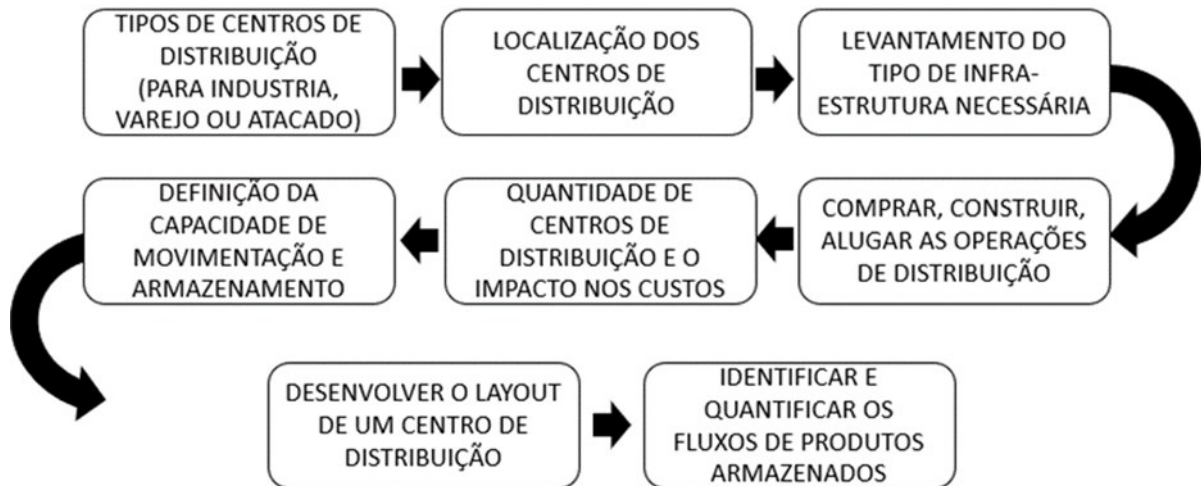 TIPOS DE CENTROS DE
DISTRIBUIÇÃO
(PARA INDUSTRIA,
VAREJO OU ATACADO)
LOCALIZAÇÃO DOS
CENTROS DE
DISTRIBUIÇÃO
LEVANTAMENTO DO
TIPO DE INFRA-
ESTRUTURA NECESSÁRIA
COMPRAR, CONSTRUIR,
ALUGAR AS OPERAÇÕES
DE DISTRIBUIÇÃO
QUANTIDADE DE
CENTROS DE
DISTRIBUIÇÃO E O
IMPACTO NOS CUSTOS
DEFINIÇÃO DA
CAPACIDADE DE
MOVIMENTAÇÃO E
ARMAZENAMENTO
DESENVOLVER O LAYOUT
DE UM CENTRO DE
DISTRIBUIÇÃO
IDENTIFICAR E
QUANTIFICAR OS
FLUXOS DE PRODUTOS
ARMAZENADOS